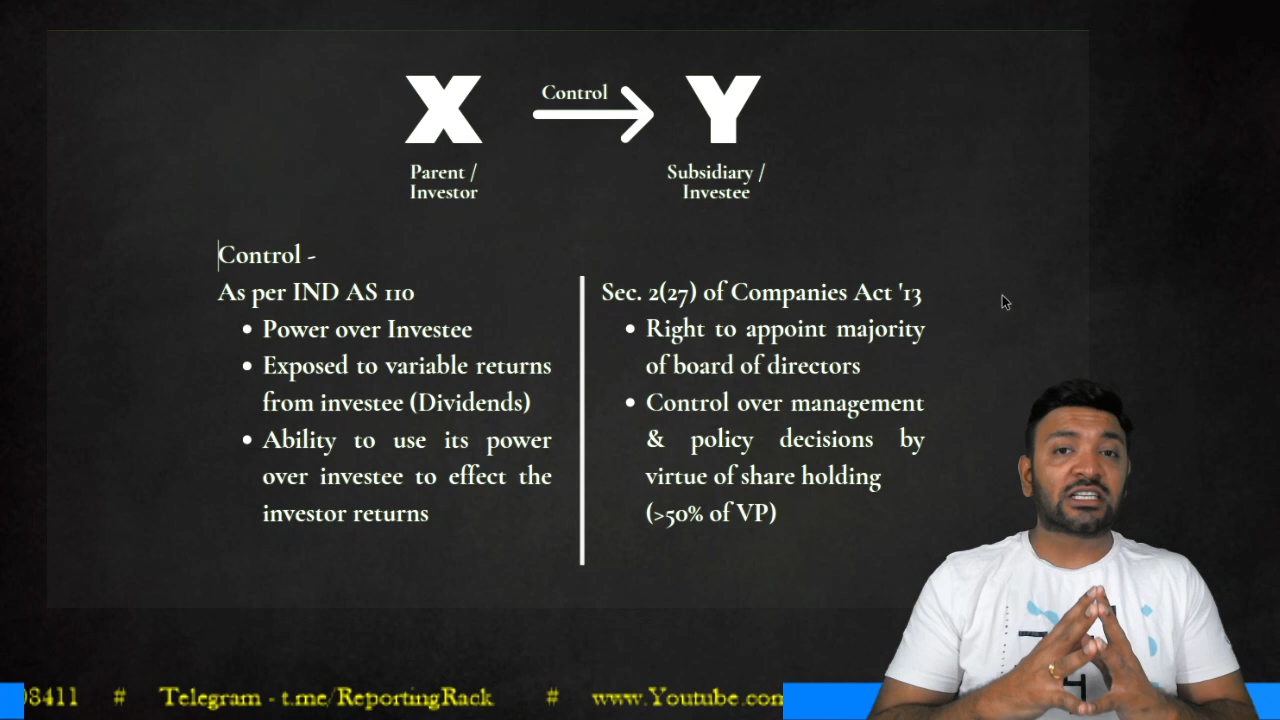 X
Control
Y
Parent /
Investor
Subsidiary /
Investee
Control -
As per IND AS 110
• Power over Investee
• Exposed to variable returns
from investee (Dividends)
• Ability to use its power
over investee to effect the
investor returns
Sec. 2(27) of Companies Act '13
• Right to appoint majority
of board of directors
• Control over management
& policy decisions by
virtue of share holding
(>50% of VP)
8411 # Telegram - t.me/ReportingRack # www.Youtube.com